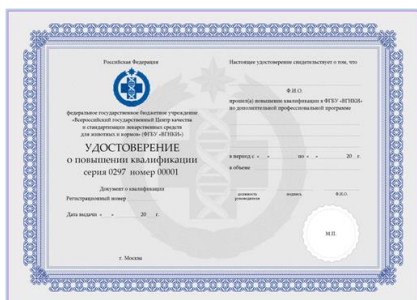 Российская Федерация
федеральное государственное бюджетное учреждение
«Всероссийский государственный Центр качества
и стандартизации лекарственных средств
для животных и кормов» (ФГБУ «ВГНКИ»)
УДОСТОВЕРЕНИЕ
о повышении квалификации
серия 0297 номер 00001
Документ о квалификации
Регистрационный номер
Дата выдачи « » 20 г.
г. Москва
Настоящее удостоверение свидетельствует о том, что
Ф.И.О.
прошел(а) повышение квалификации в ФГБУ «ВГНКИ»
по дополнительной профессиональной программе
в период с « » по « » 20 г.
в объеме
должность руководителя
подпись
Ф.И.О.
М.П.